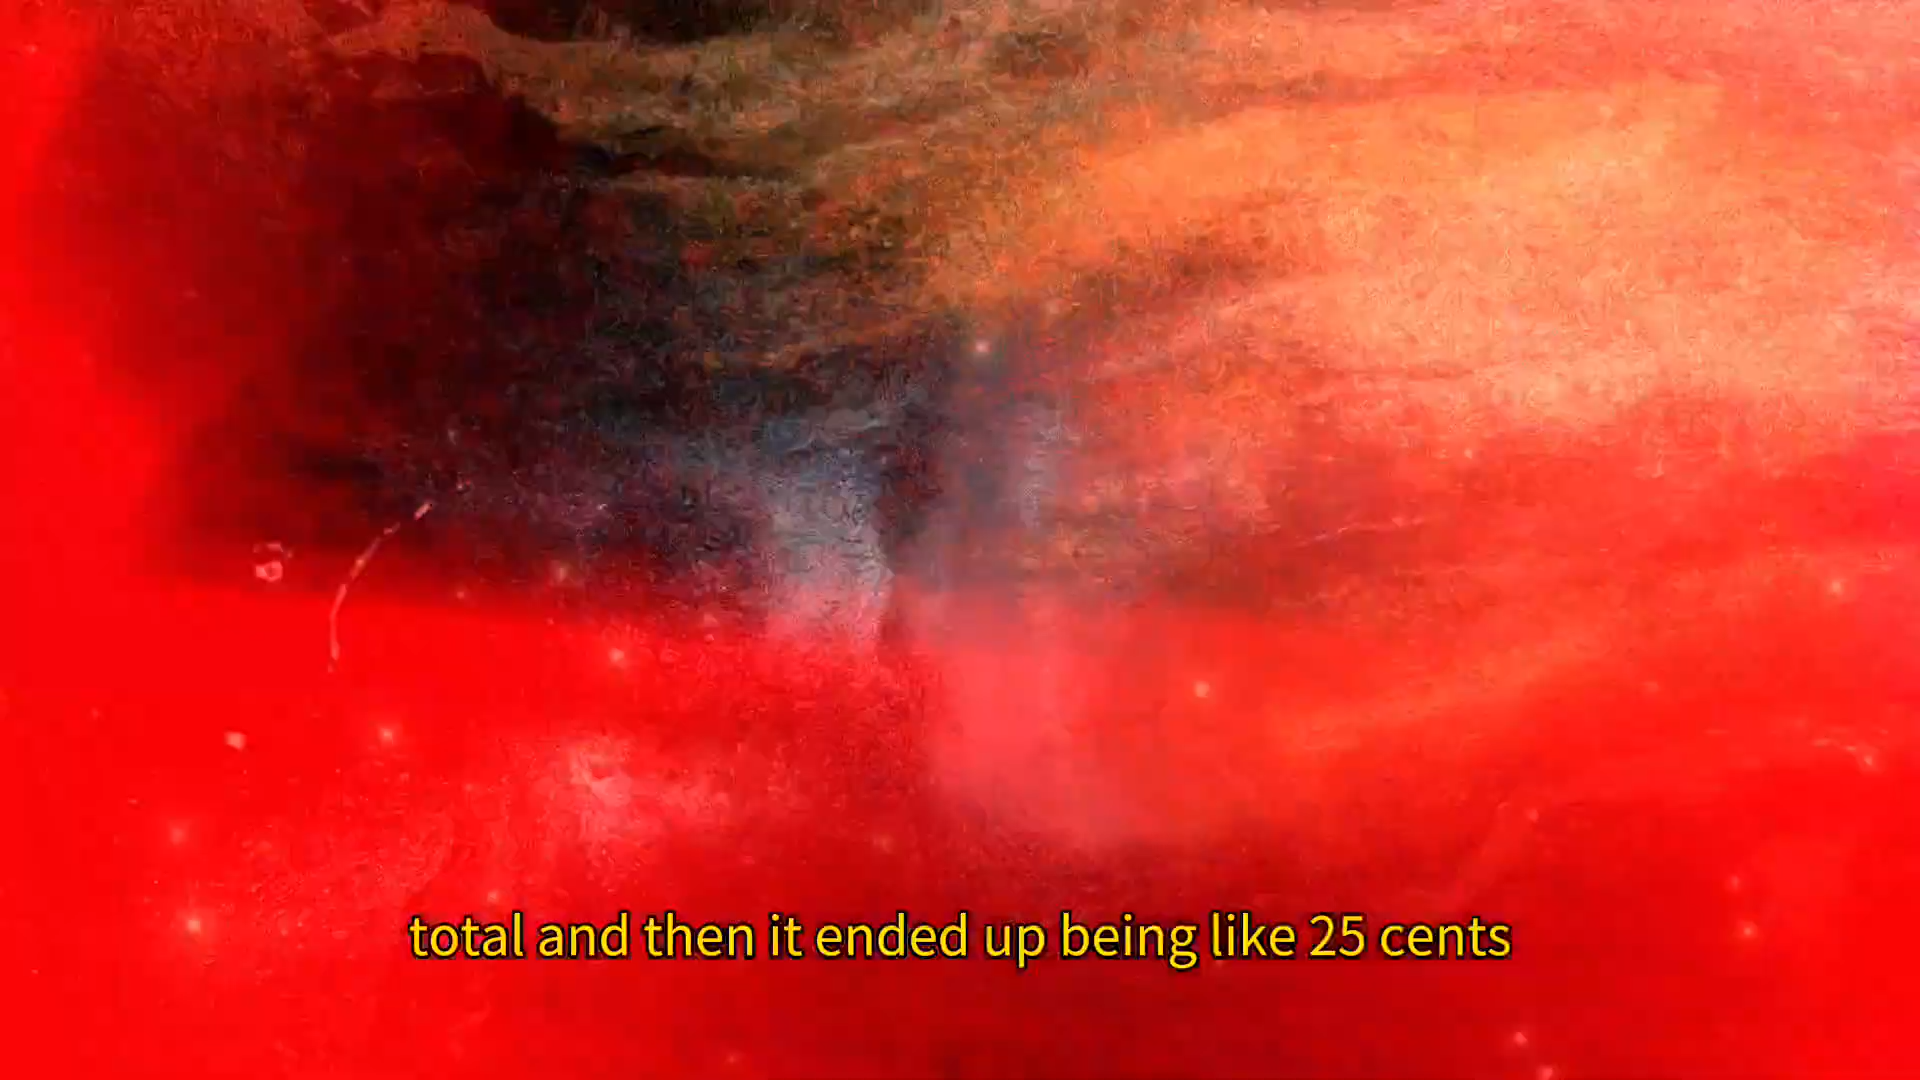 total and then it ended up being like 25 cents